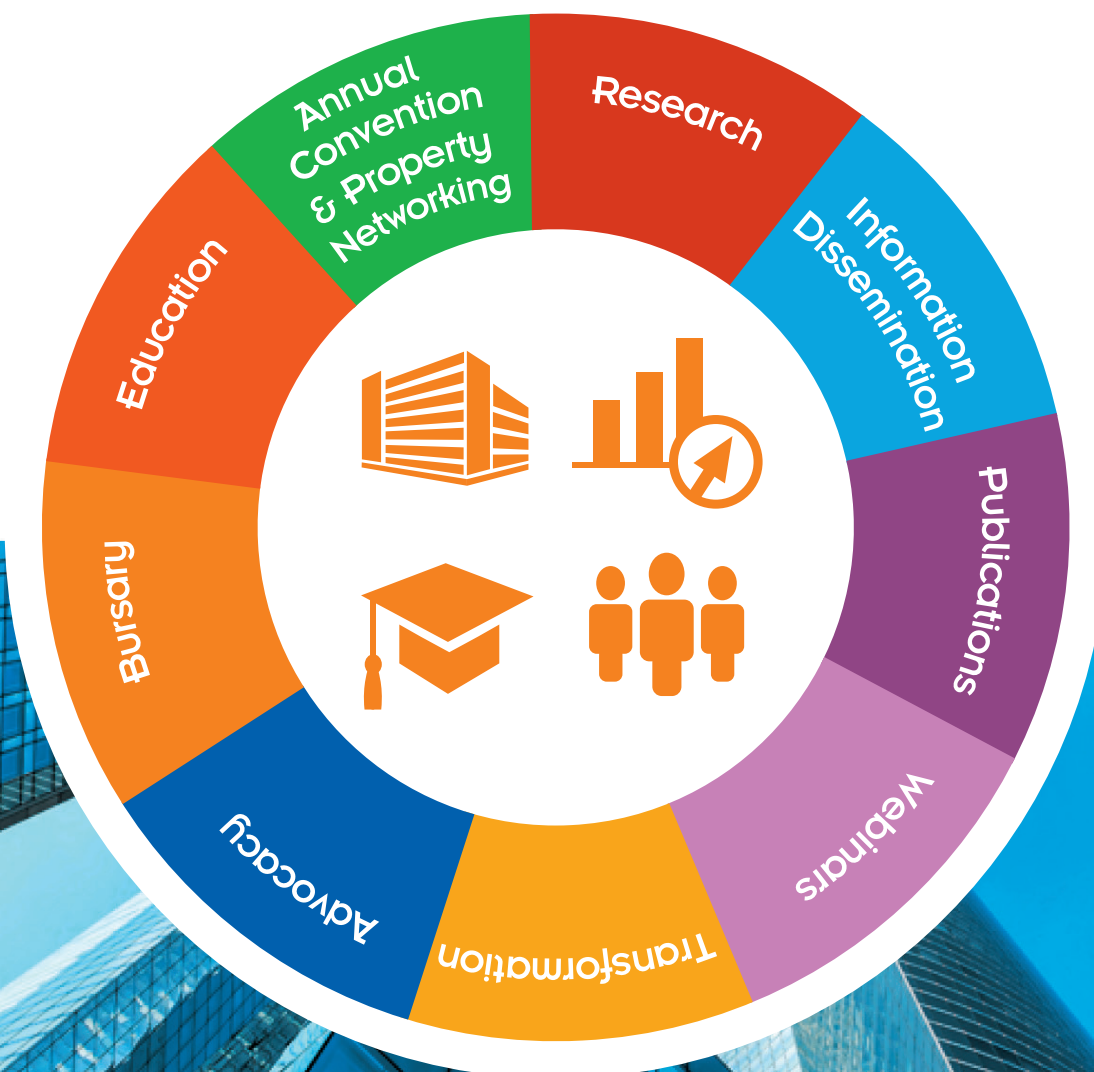 Annual
Convention
& Property
Networking
Research
Information
Dissemination
Publications
Webinars
Transformation
Advocacy
Bursary
Education